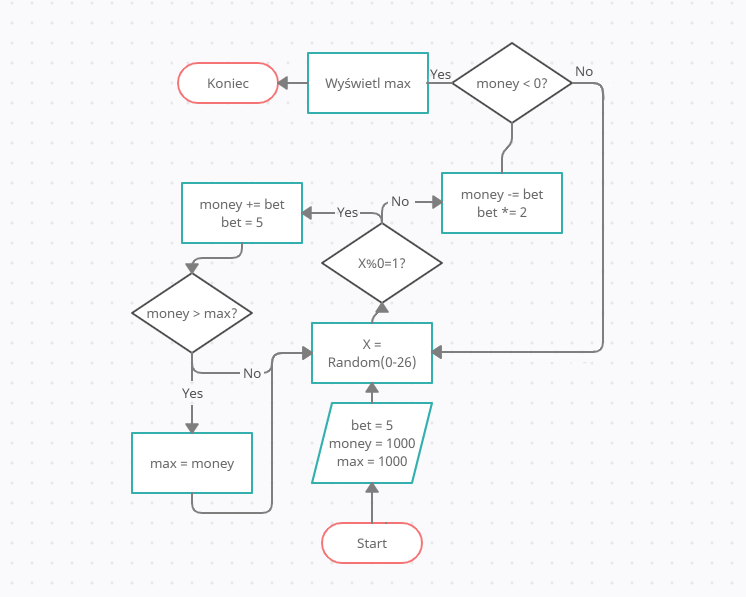 Koniec
Wyświetl max
Yes
money < 0?
No
money += bet
bet = 5
Yes
No
money -= bet
bet *= 2
X%0=1?
money > max?
No
Yes
X =
Random(0-26)
max = money
bet = 5
money = 1000
max = 1000
Start